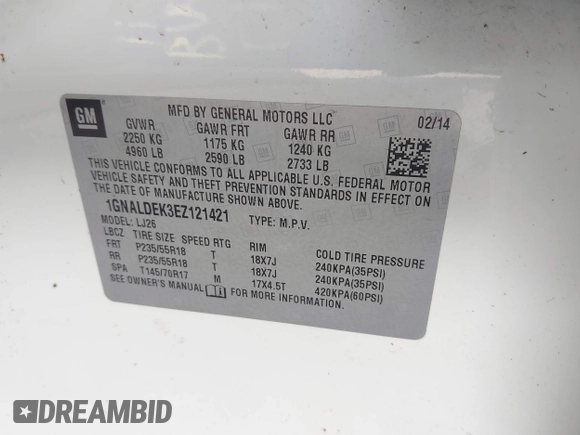 GM
MFD BY GENERAL MOTORS LLC
02/14
GVWR GAWR FRT GAWR RR
2250 KG 1175 KG 1240 KG
4960 LB 2590 LB 2733 LB
THIS VEHICLE CONFORMS TO ALL APPLICABLE U.S. FEDERAL MOTOR
VEHICLE SAFETY AND THEFT PREVENTION STANDARDS IN EFFECT ON
THE DATE OF MANUFACTURE SHOWN ABOVE.
1GNALDEK3EZ121421 TYPE: M.P.V.
MODEL: LJ26
LBCZ TIRE SIZE SPEED RTG RIM COLD TIRE PRESSURE
FRT P235/55R18 T 18X7J 240KPA(35PSI)
RR P235/55R18 T 18X7J 240KPA(35PSI)
SPA T145/70R17 M 17X4.5T 420KPA(60PSI)
SEE OWNER'S MANUAL FOR MORE INFORMATION.
DREAMBID